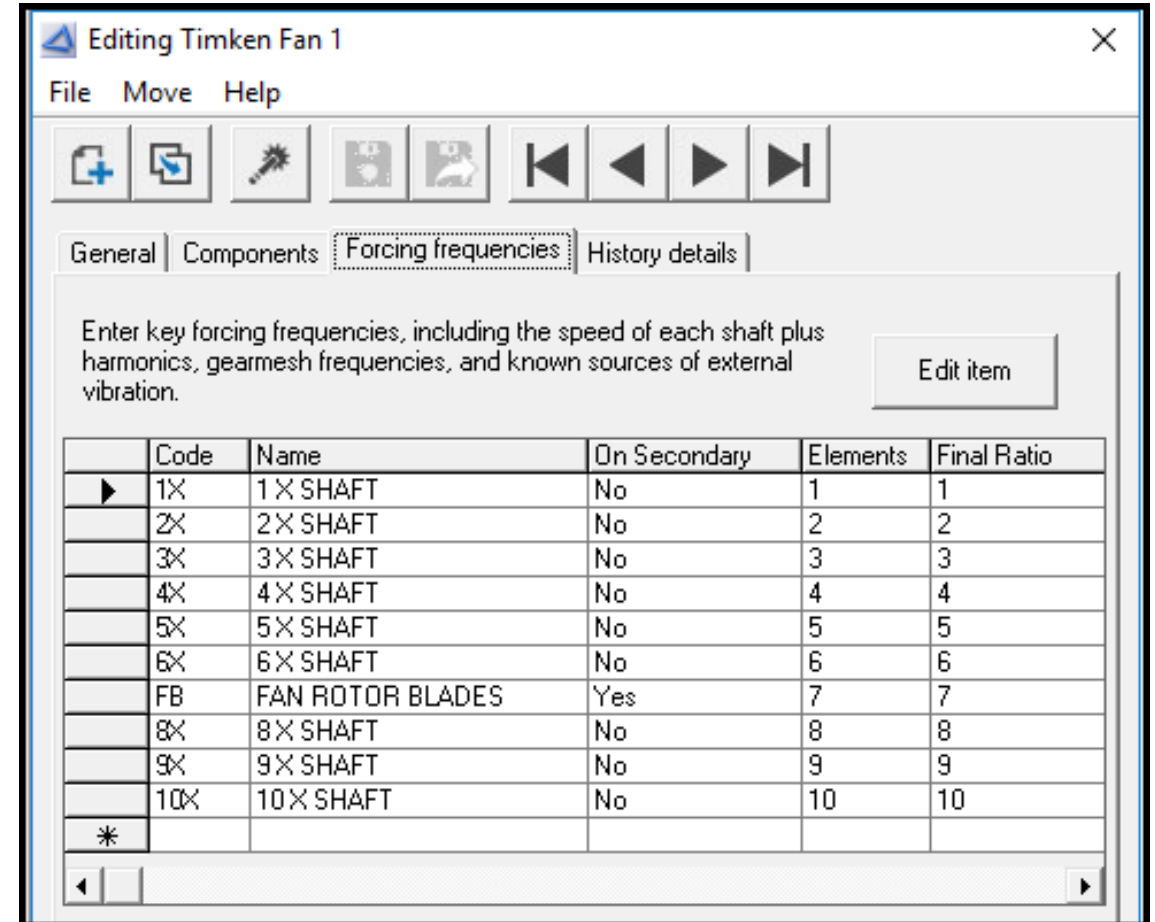 Editing Timken Fan 1
File Move Help
General Components Forcing frequencies History details
Enter key forcing frequencies, including the speed of each shaft plus
harmonics, gearmesh frequencies, and known sources of external
vibration.
Edit item
Code Name On Secondary Elements Final Ratio
1X 1 X SHAFT No 1 1
2X 2 X SHAFT No 2 2
3X 3 X SHAFT No 3 3
4X 4 X SHAFT No 4 4
5X 5 X SHAFT No 5 5
6X 6 X SHAFT No 6 6
FB FAN ROTOR BLADES Yes 7 7
8X 8 X SHAFT No 8 8
9X 9 X SHAFT No 9 9
10X 10 X SHAFT No 10 10